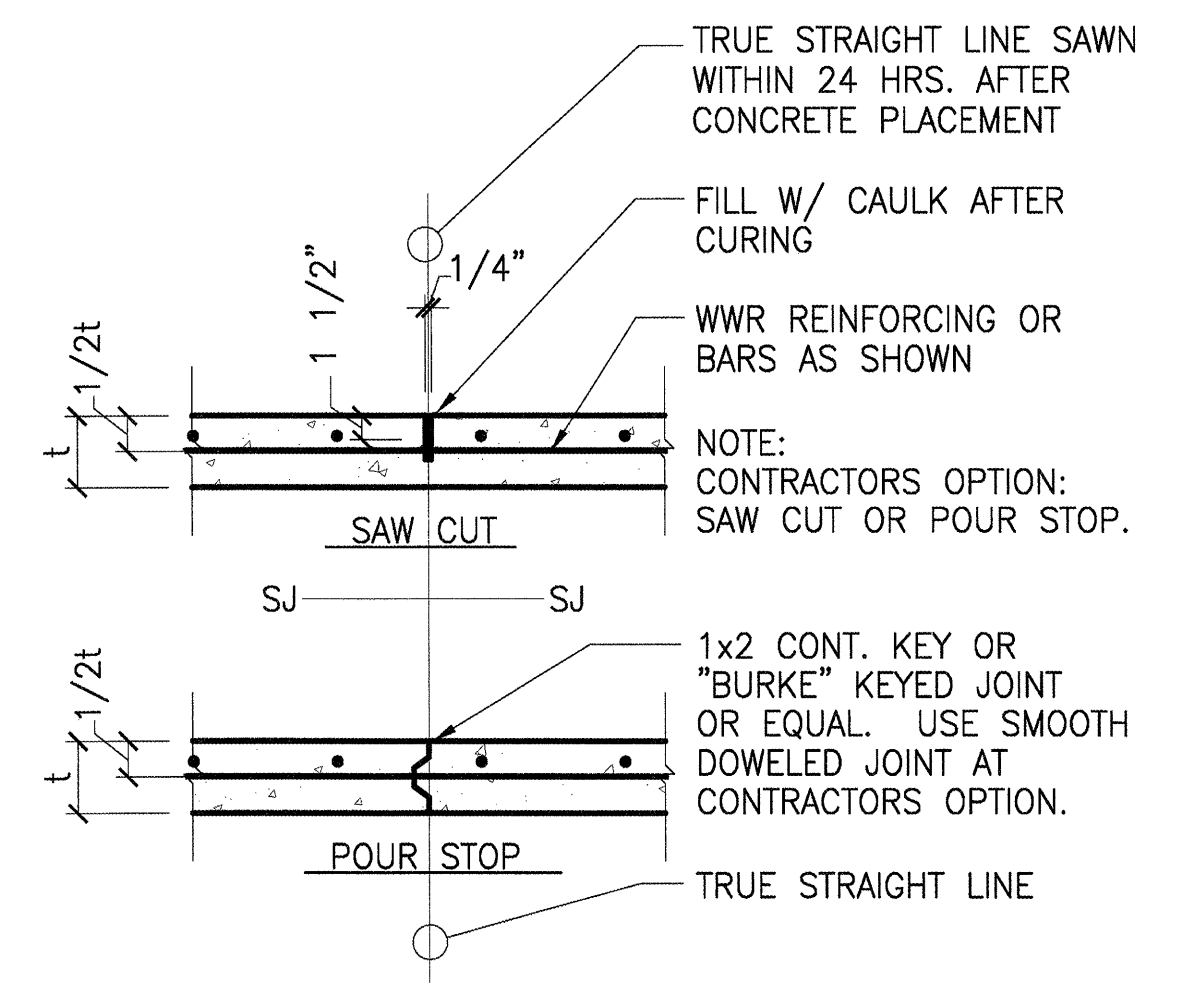 TRUE STRAIGHT LINE SAWN
WITHIN 24 HRS. AFTER
CONCRETE PLACEMENT
FILL W/ CAULK AFTER
CURING
1/4"
1 1/2"
WWR REINFORCING OR
BARS AS SHOWN
1/2t
t
NOTE:
CONTRACTORS OPTION:
SAW CUT OR POUR STOP.
SAW CUT
SJ SJ
1x2 CONT. KEY OR
"BURKE" KEYED JOINT
OR EQUAL. USE SMOOTH
DOWELED JOINT AT
CONTRACTORS OPTION.
1/2t
t
POUR STOP
TRUE STRAIGHT LINE